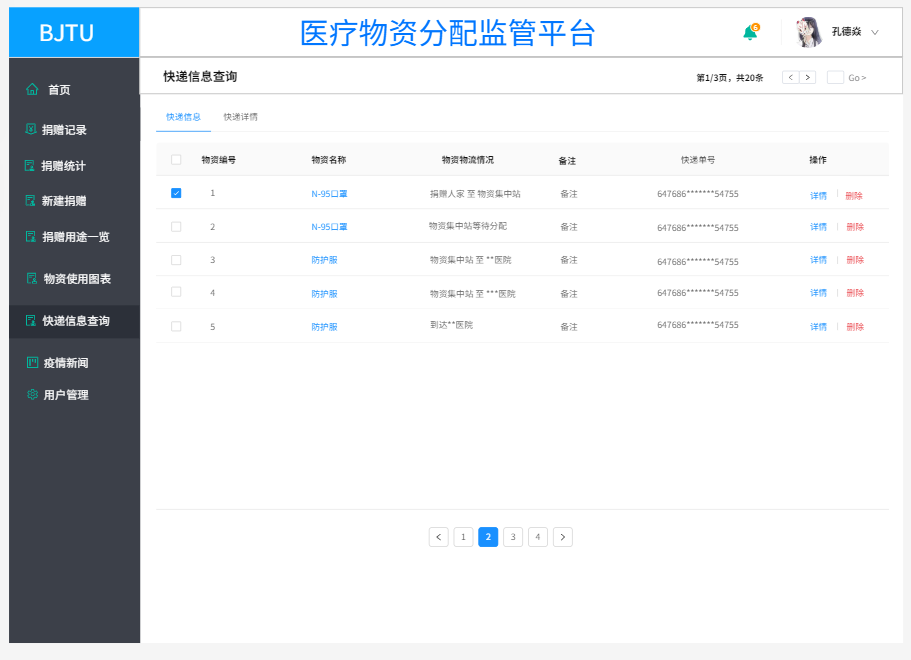 BJTU
医疗物资分配监管平台
6
孔德焱
首页
捐赠记录
捐赠统计
新建捐赠
捐赠用途一览
物资使用图表
快递信息查询
疫情新闻
用户管理
快递信息查询
第1/3页，共20条
< >
Go >
快递信息 快递详情
物资编号 物资名称 物资物流情况 备注 快递单号 操作
1 N-95口罩 捐赠人家 至 物资集中站 备注 647686*******54755 详情 删除
2 N-95口罩 物资集中站等待分配 备注 647686*******54755 详情 删除
3 防护服 物资集中站 至 **医院 备注 647686*******54755 详情 删除
4 防护服 物资集中站 至 ***医院 备注 647686*******54755 详情 删除
5 防护服 到达**医院 备注 647686*******54755 详情 删除
< 1 2 3 4 >